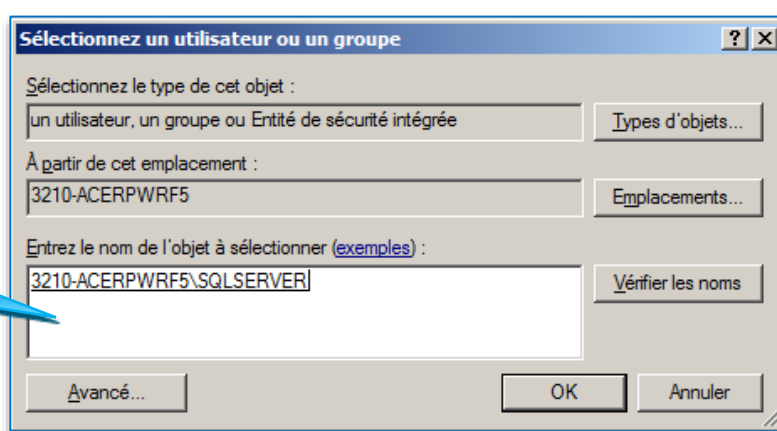 Sélectionnez un utilisateur ou un groupe
Sélectionnez le type de cet objet :
un utilisateur, un groupe ou Entité de sécurité intégrée
Types d'objets...
À partir de cet emplacement :
3210-ACERPWRF5
Emplacements...
Entrez le nom de l'objet à sélectionner (exemples) :
3210-ACERPWRF5\SQLSERVER
Vérifier les noms
Avancé...
OK
Annuler